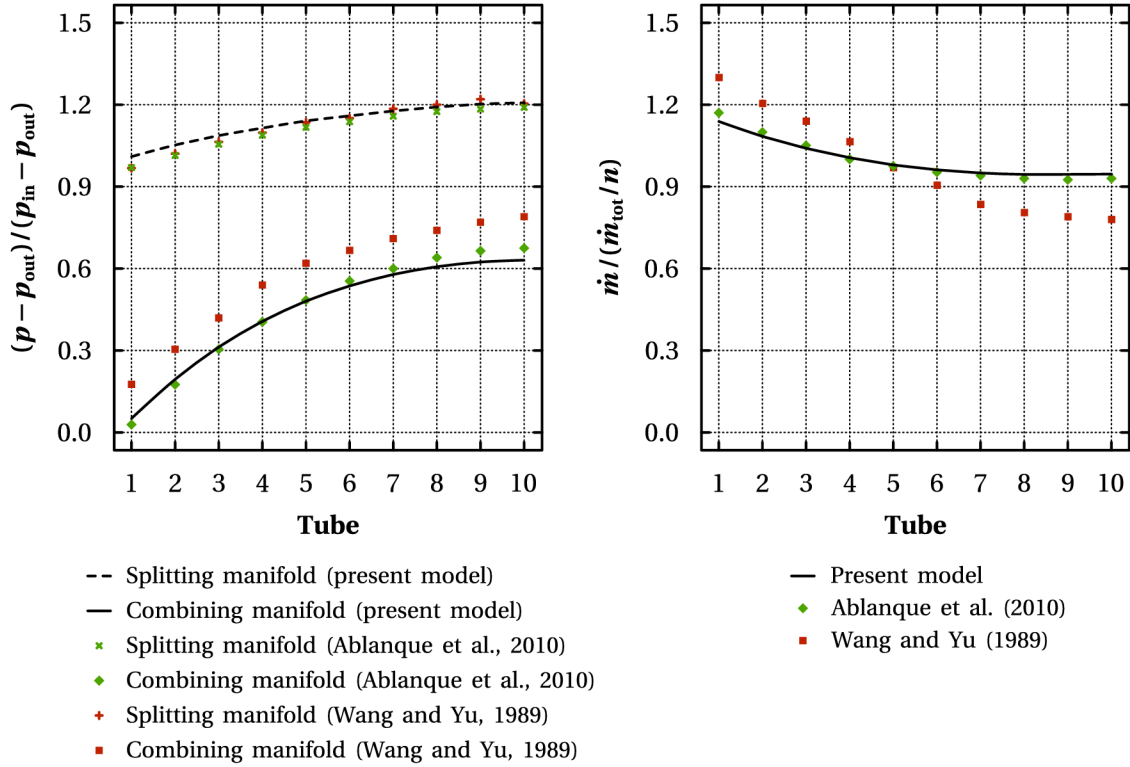 1.5
1.2
0.9
0.6
0.3
0.0
(p − p_out)/(p_in − p_out)
1 2 3 4 5 6 7 8 9 10
Tube
Splitting manifold (present model)
Combining manifold (present model)
Splitting manifold (Ablanque et al., 2010)
Combining manifold (Ablanque et al., 2010)
Splitting manifold (Wang and Yu, 1989)
Combining manifold (Wang and Yu, 1989)
1.5
1.2
0.9
0.6
0.3
0.0
ṁ/(ṁ_tot/n)
1 2 3 4 5 6 7 8 9 10
Tube
Present model
Ablanque et al. (2010)
Wang and Yu (1989)